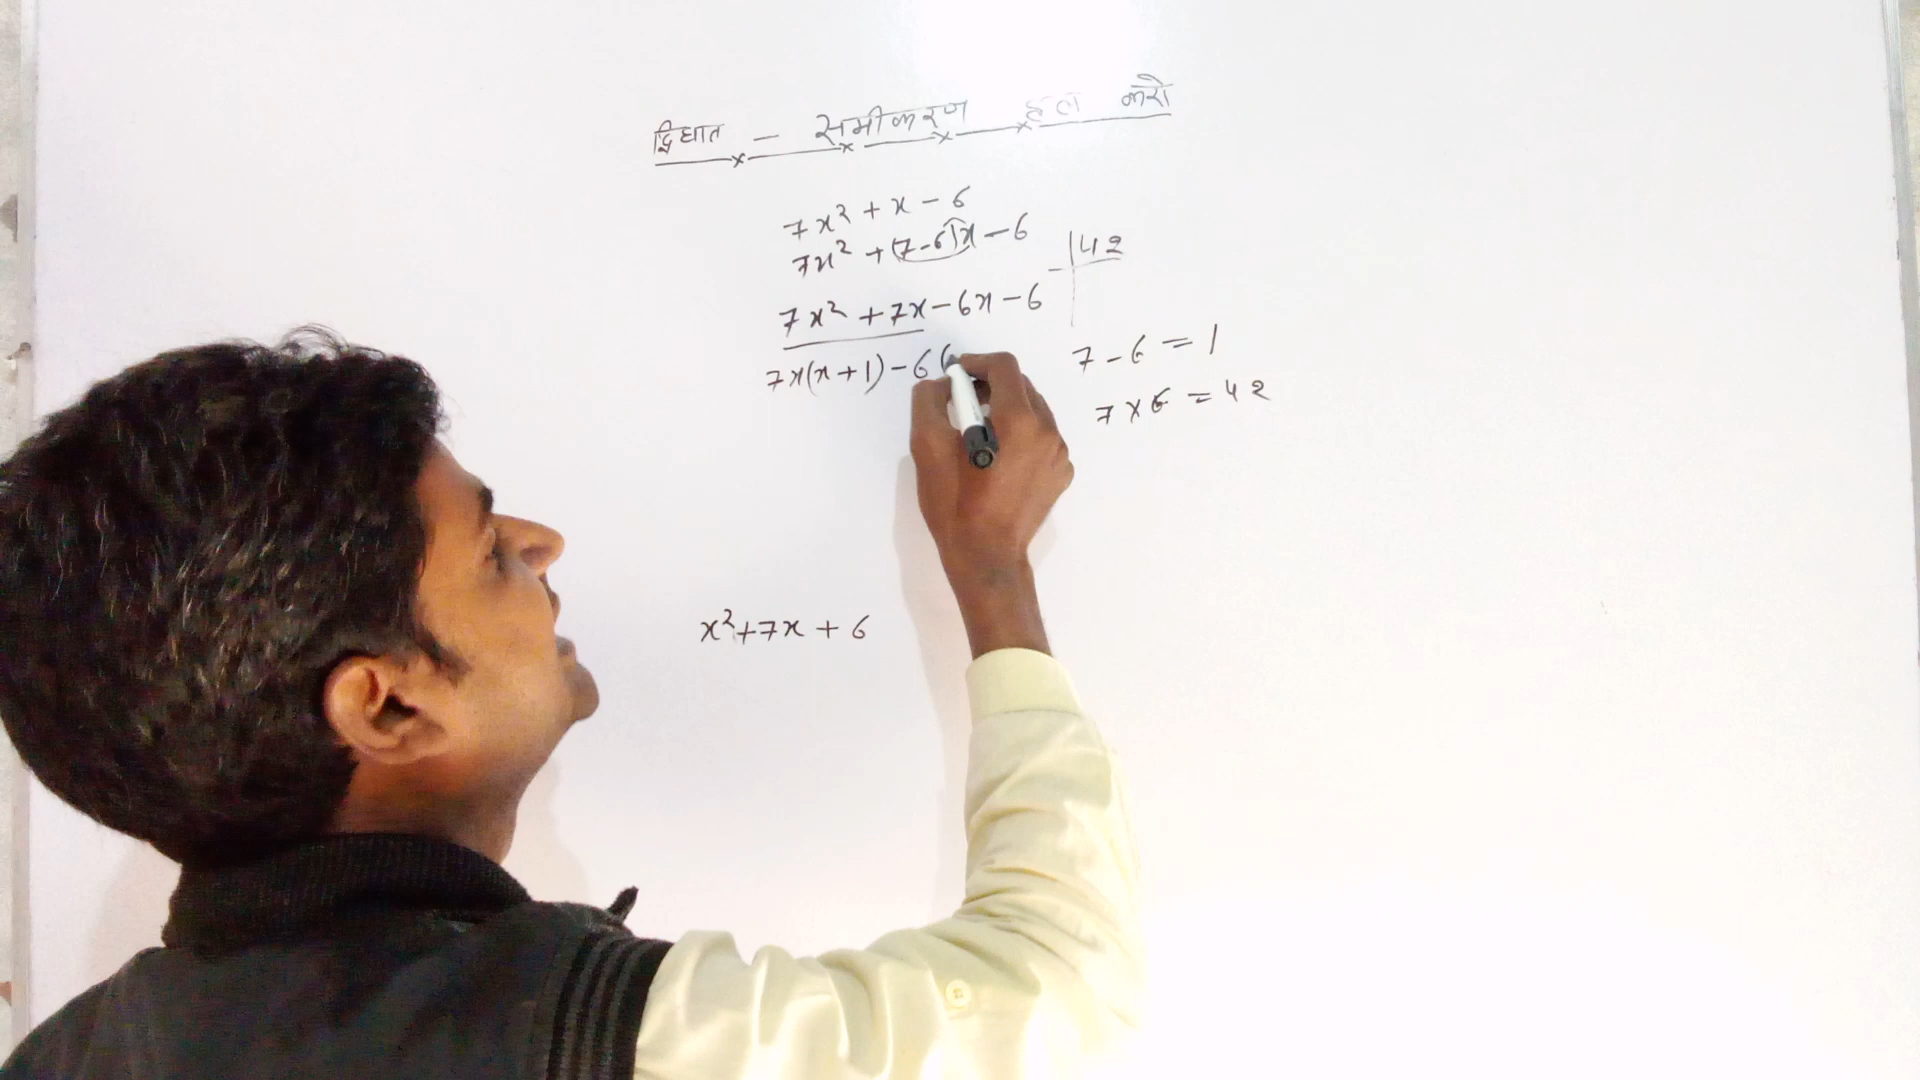 द्विघात - समीकरण हल करो
7x² + x - 6
7x² + (7-6)x - 6
42
7x² + 7x - 6x - 6
7x(x+1) - 6(
7 - 6 = 1
7 × 6 = 42
x² + 7x + 6